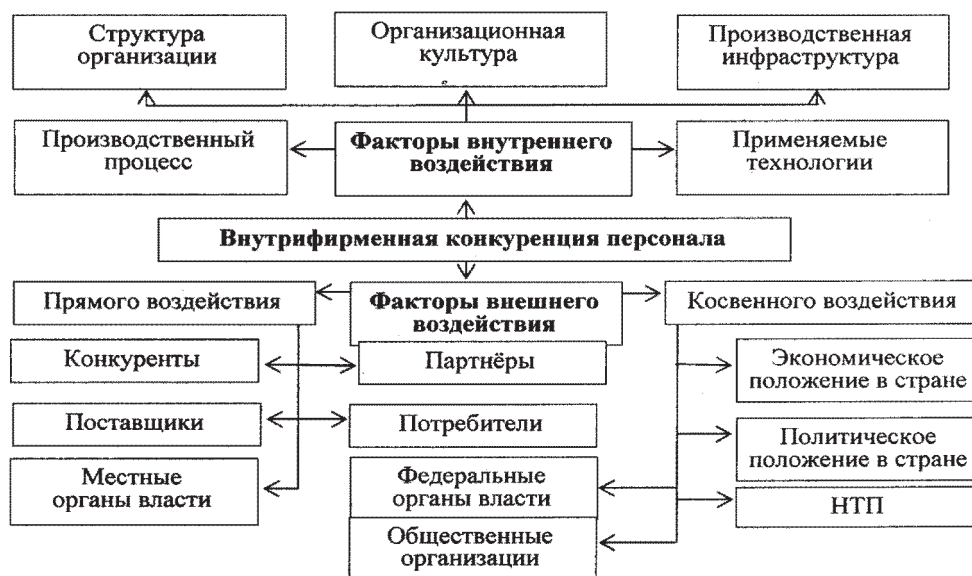 Структура
организации
Организационная
культура
Производственная
инфраструктура
Производственный
процесс
Факторы внутреннего
воздействия
Применяемые
технологии
Внутрифирменная конкуренция персонала
Прямого воздействия
Факторы внешнего
воздействия
Косвенного воздействия
Конкуренты
Партнёры
Экономическое
положение в стране
Поставщики
Потребители
Политическое
положение в стране
Местные
органы власти
Федеральные
органы власти
НТП
Общественные
организации